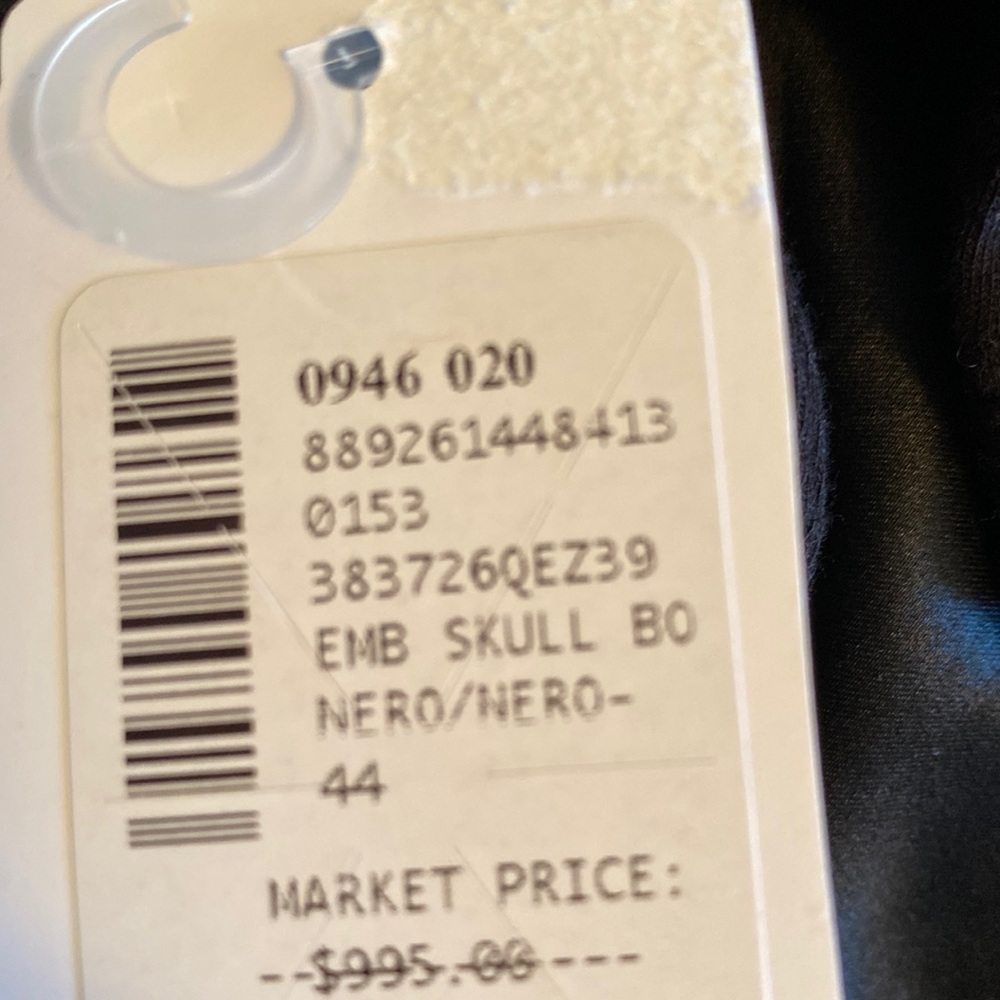 0946 020
889261448413
0153
383726QEZ39
EMB SKULL BO
NERO/NERO-
44
MARKET PRICE:
--$995.00---